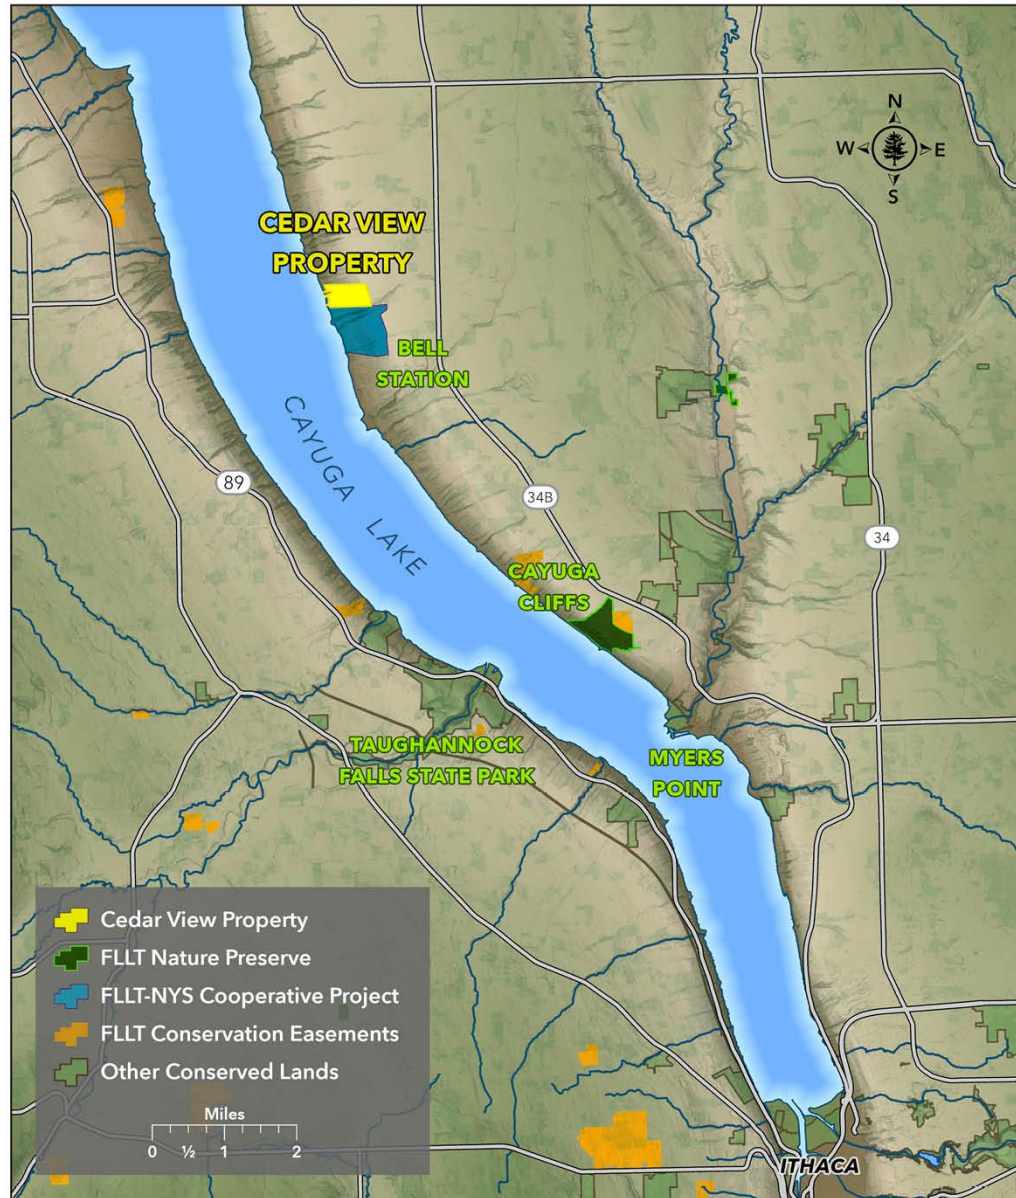 N
W
E
S
CEDAR VIEW
PROPERTY
BELL
STATION
CAYUGA LAKE
89
34B
34
CAYUGA
CLIFFS
TAUGHANNOCK
FALLS STATE PARK
MYERS
POINT
Cedar View Property
FLLT Nature Preserve
FLLT-NYS Cooperative Project
FLLT Conservation Easements
Other Conserved Lands
Miles
0 ½ 1 2
ITHACA